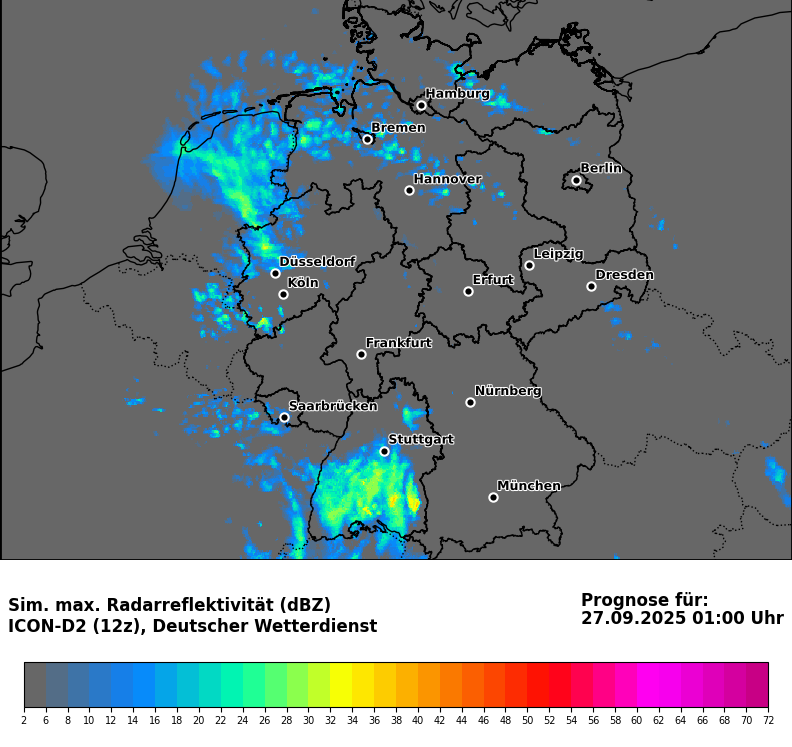 Hamburg
Bremen
Berlin
Hannover
Düsseldorf
Leipzig
Köln
Erfurt
Dresden
Frankfurt
Nürnberg
Saarbrücken
Stuttgart
München
Sim. max. Radarreflektivität (dBZ)
ICON-D2 (12z), Deutscher Wetterdienst
Prognose für:
27.09.2025 01:00 Uhr
2 6 8 10 12 14 16 18 20 22 24 26 28 30 32 34 36 38 40 42 44 46 48 50 52 54 56 58 60 62 64 66 68 70 72